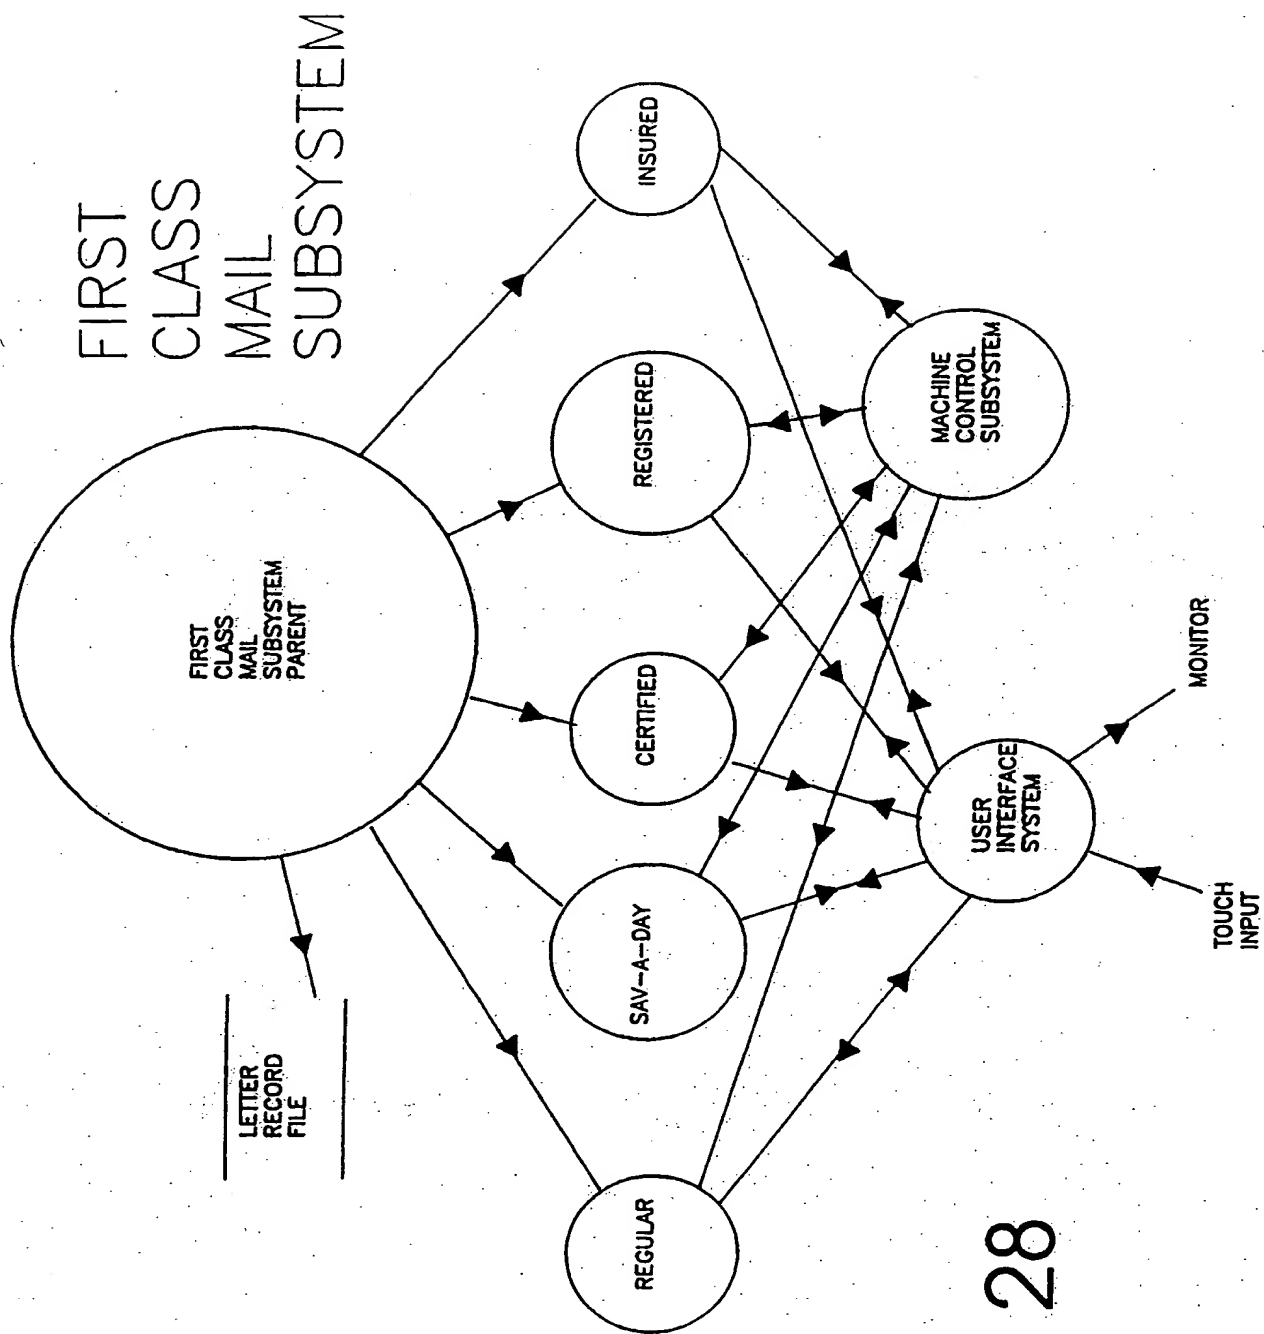 FIRST
CLASS
MAIL
SUBSYSTEM
FIRST
CLASS
MAIL
SUBSYSTEM
PARENT
LETTER
RECORD
FILE
REGULAR
SAV-A-DAY
CERTIFIED
REGISTERED
INSURED
USER
INTERFACE
SYSTEM
MACHINE
CONTROL
SUBSYSTEM
TOUCH
INPUT
MONITOR
28